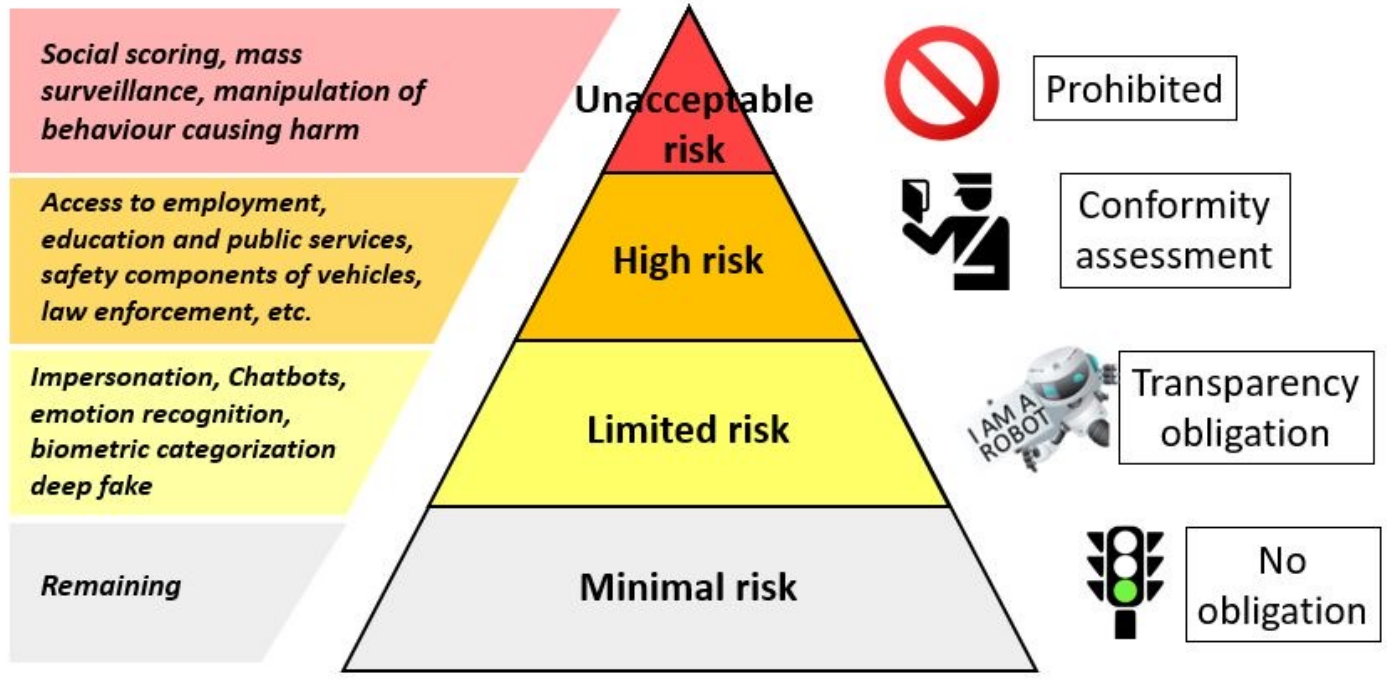 Social scoring, mass
surveillance, manipulation of
behaviour causing harm
Unacceptable
risk
Prohibited
Access to employment,
education and public services,
safety components of vehicles,
law enforcement, etc.
High risk
Conformity
assessment
Impersonation, Chatbots,
emotion recognition,
biometric categorization
deep fake
Limited risk
I AM A
ROBOT
Transparency
obligation
Remaining
Minimal risk
No
obligation